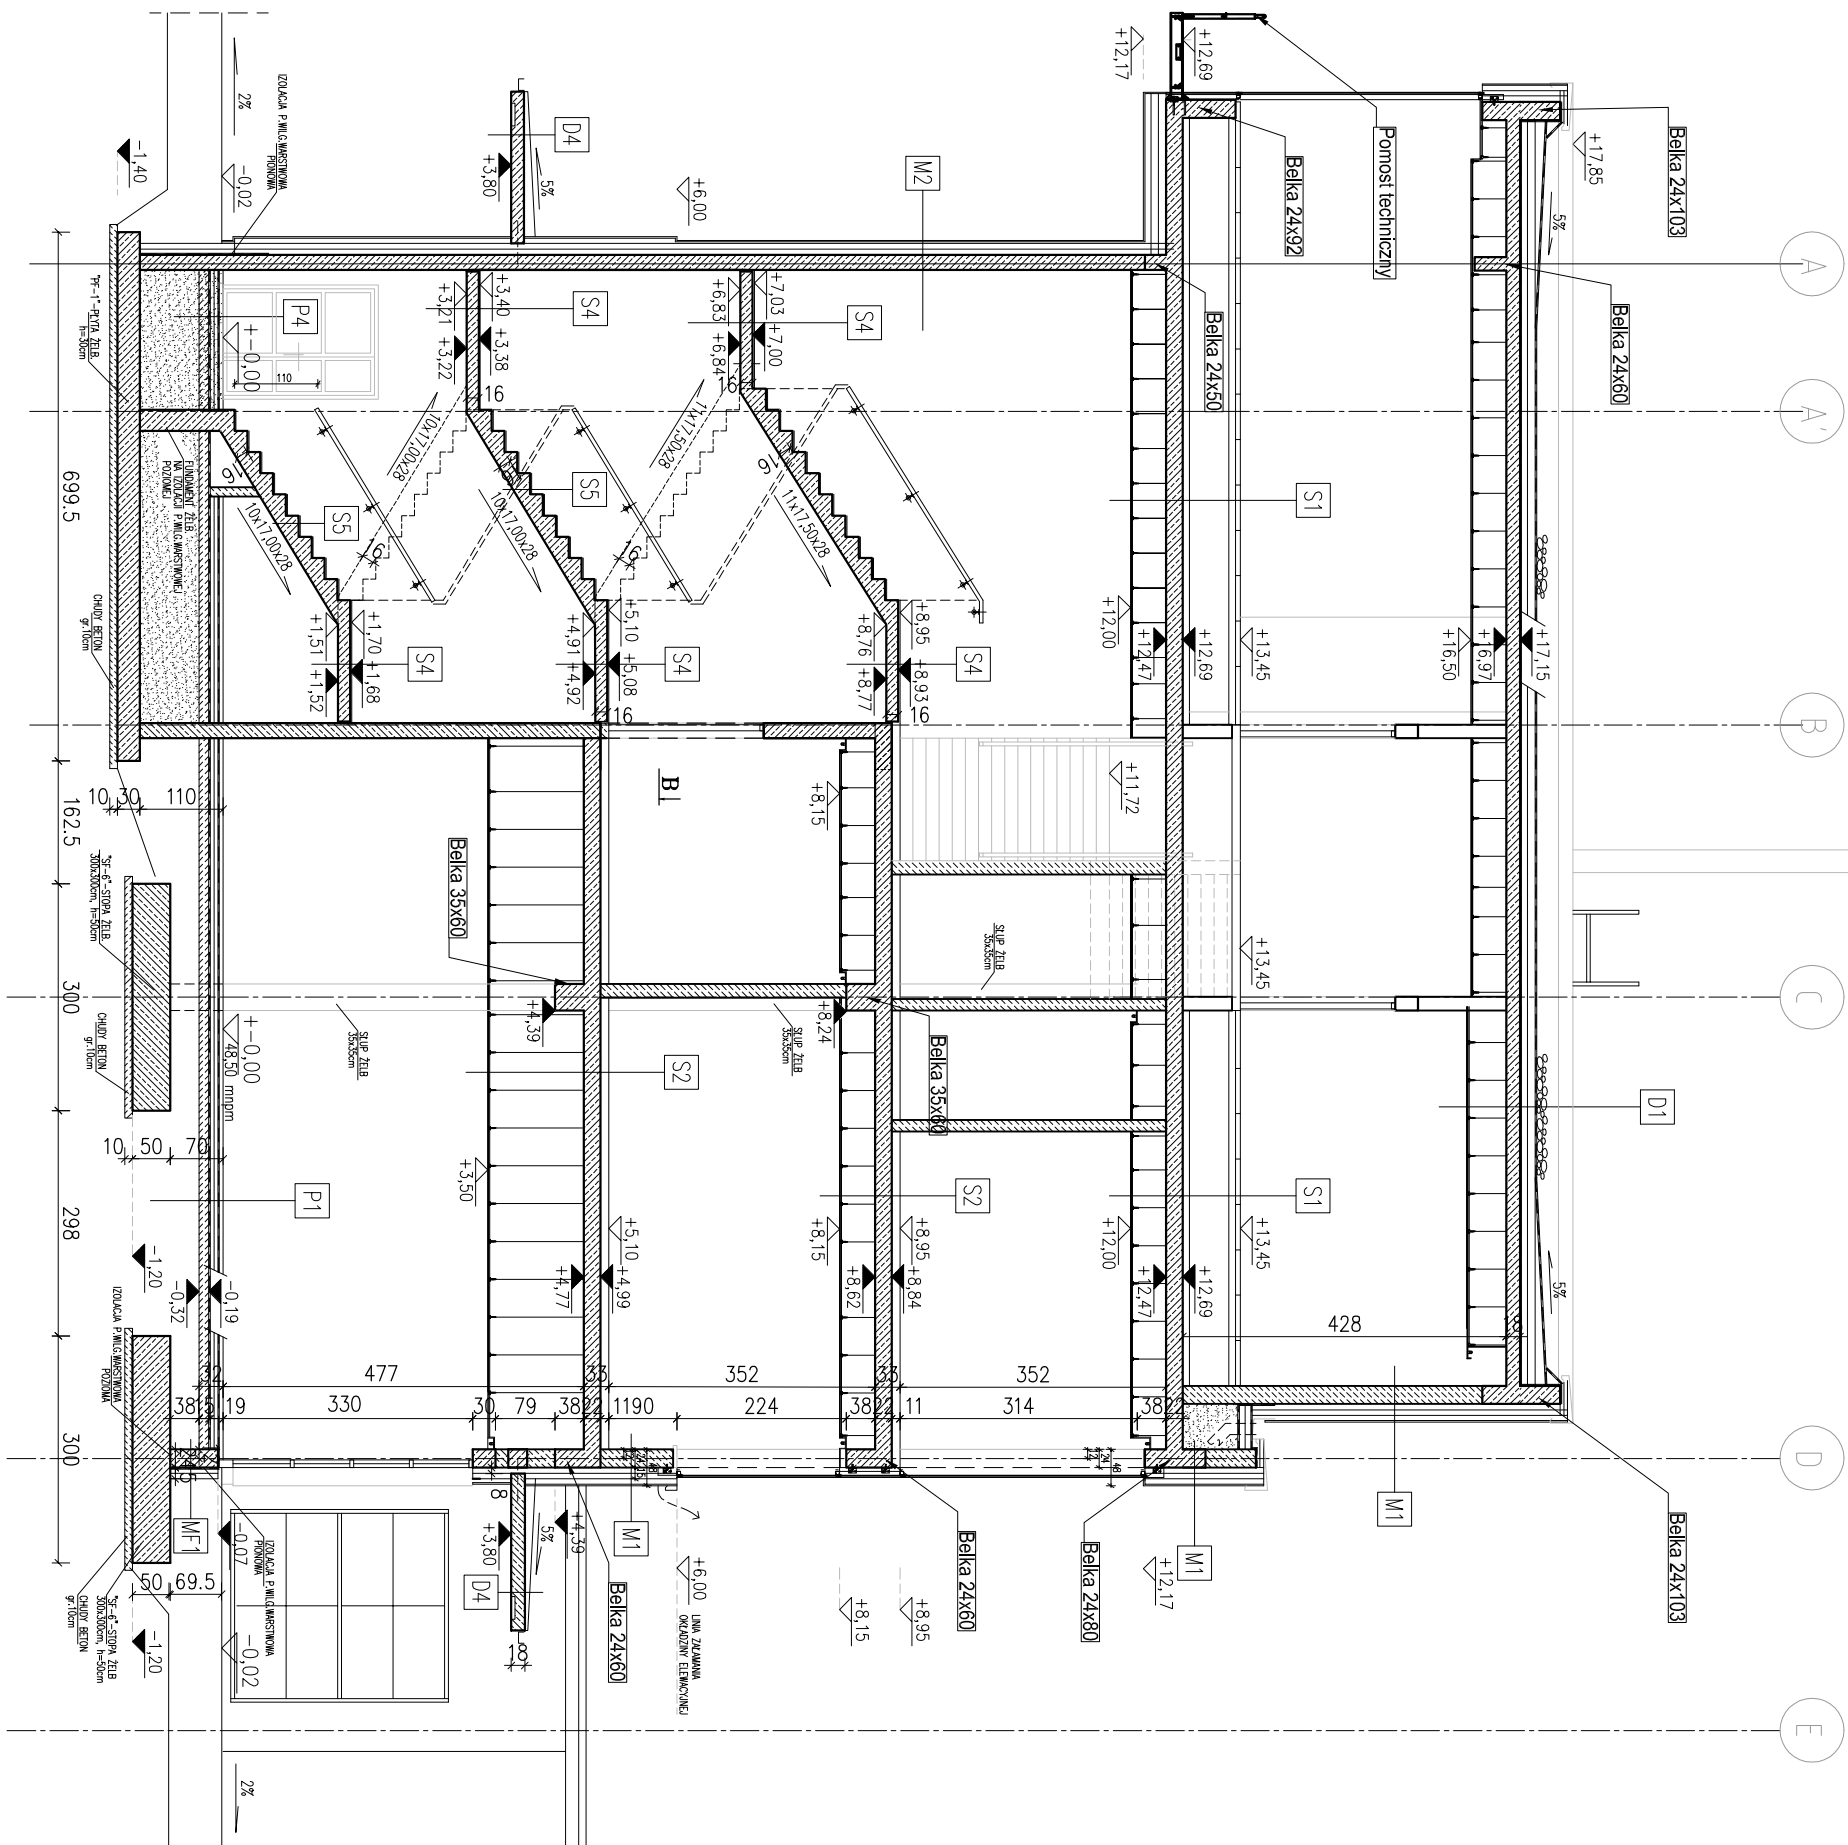 A
A'
B
C
D
E
Belka 24x103
+17,85
5%
Belka 24x60
+17,15
+16,97
+16,50
D1
5%
18
Belka 24x103
+12,69
+12,17
Pomost techniczny
Belka 24x92
Belka 24x50
S1
+13,45
+12,69
+12,47
+12,00
+13,45
S1
+13,45
+12,69
+12,47
+12,00
428
M1
M1
+12,17
Belka 24x80
M2
+6,00
+11,72
SŁUP ŻELB
35x35cm
Belka 35x60
S2
+8,95
+8,84
+8,62
+8,15
352
33
352
33
477
32
314
11
3822
224
1190
3822
79
30
330
19
+8,95
+8,15
Belka 24x60
+7,03
+7,00
+6,83
+6,84
S4
16
11x17,50x28
11x17,50x28
+8,95
+8,93
+8,76
+8,77
S4
16
+8,15
B
+8,24
SŁUP ŻELB
35x35cm
S2
+5,10
+4,99
+4,77
M1
+6,00
LINIA ZAŁAMANIA
OKŁADZINY ELEWACYJNEJ
Belka 24x60
D4
+3,80
5%
+3,40
+3,38
+3,21
+3,22
S4
16
10x17,00x28
S5
10x17,00x28
16
+5,10
+5,08
+4,91
+4,92
S4
16
Belka 35x60
+4,39
+3,50
+4,39
5%
+3,80
D4
18
8
P4
+-0,00
110
S5
10x17,00x28
16
+1,70
+1,68
+1,51
+1,52
S4
SŁUP ŻELB
35x35cm
+-0,00
48,50 mnpm
P1
-0,19
-0,32
-1,20
IZOLACJA P.WILG.WARSTWOWA
PIONOWA
2%
-0,02
-1,40
"PF-1"-PŁYTA ŻELB.
h=30cm
FUNDAMENT ŻELB.
NA IZOLACJI P.WILG.WARSTWOWEJ
POZIOMEJ
CHUDY BETON
gr.10cm
10
30
110
"SF-6"-STOPA ŻELB.
300x300cm, h=50cm
CHUDY BETON
gr.10cm
10
50
70
IZOLACJA P.WILG.WARSTWOWA
POZIOMA
MF1
-0,07
IZOLACJA P.WILG.WARSTWOWA
PIONOWA
50
69.5
"SF-6"-STOPA ŻELB
300x300cm, h=50cm
CHUDY BETON
gr.10cm
-1,20
-0,02
2%
699.5
162.5
300
298
300